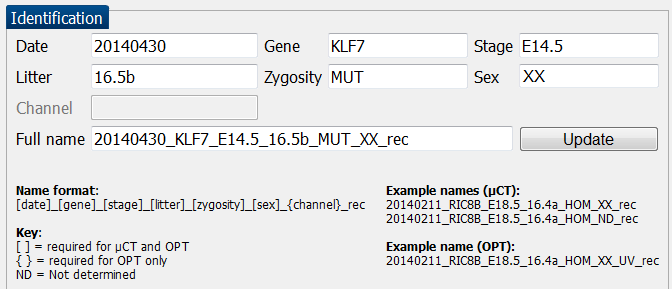 Identification
Date 20140430 Gene KLF7 Stage E14.5
Litter 16.5b Zygosity MUT Sex XX
Channel
Full name 20140430_KLF7_E14.5_16.5b_MUT_XX_rec Update
Name format:
[date]_[gene]_[stage]_[litter]_[zygosity]_[sex]_{channel}_rec
Key:
[ ] = required for µCT and OPT
{ } = required for OPT only
ND = Not determined
Example names (µCT):
20140211_RIC8B_E18.5_16.4a_HOM_XX_rec
20140211_RIC8B_E18.5_16.4a_HOM_ND_rec
Example name (OPT):
20140211_RIC8B_E18.5_16.4a_HOM_XX_UV_rec